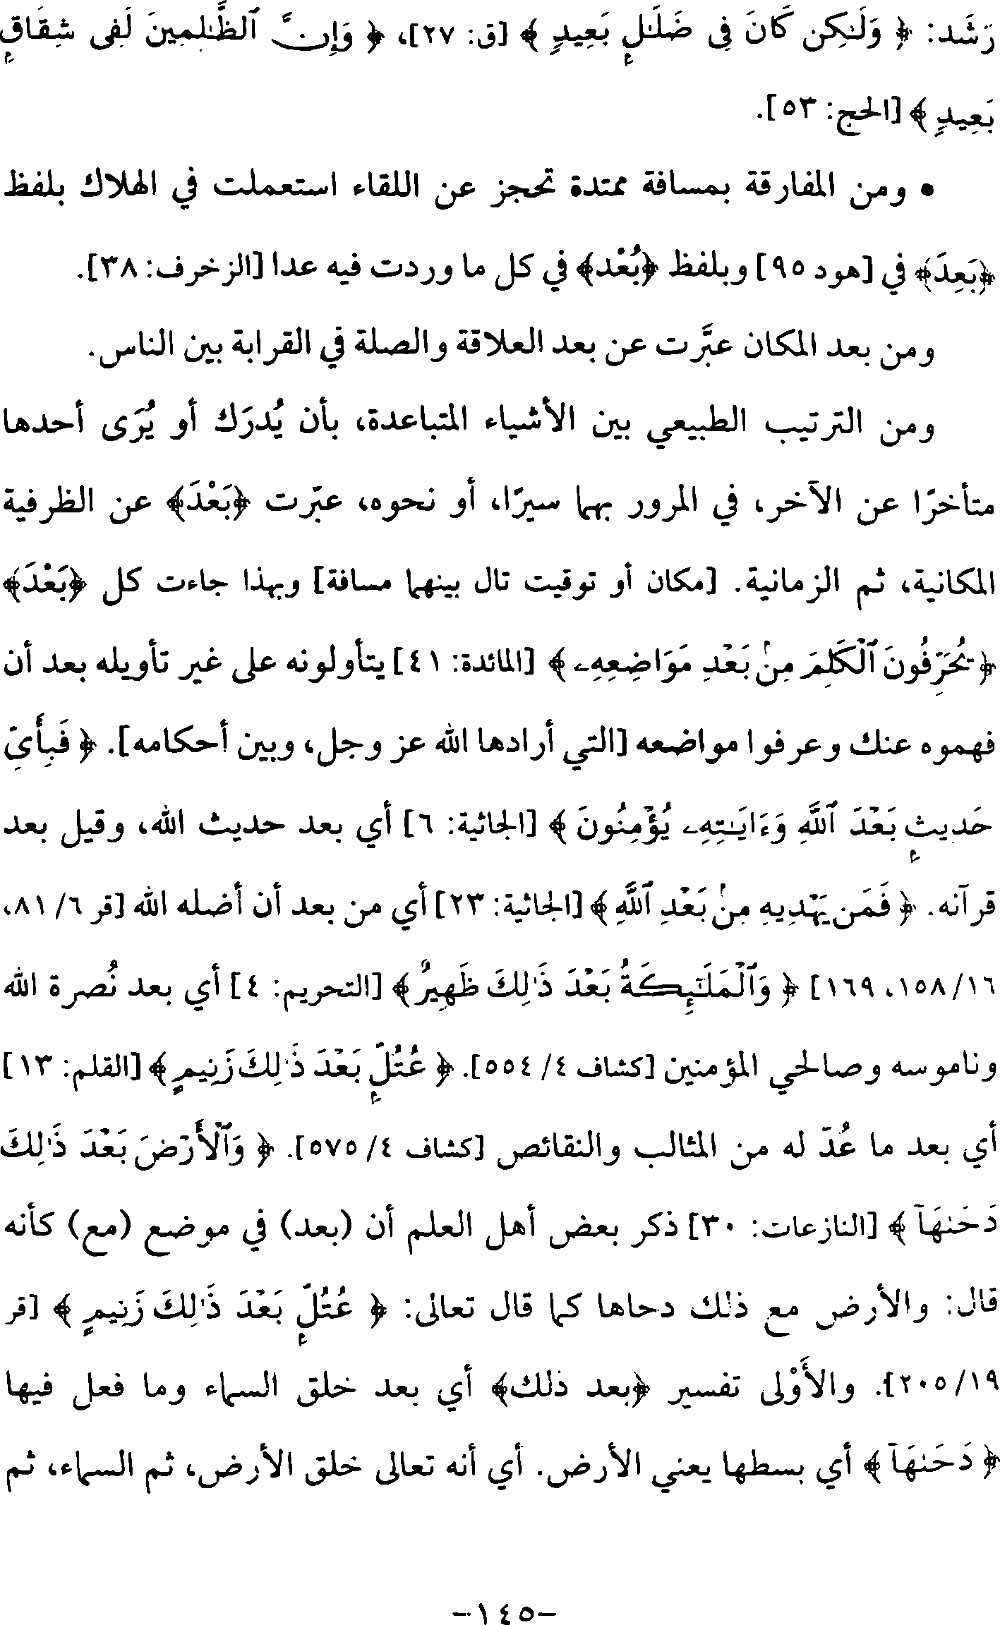 رَشَد: ﴿ وَلَٰكِن كَانَ فِى ضَلَٰلٍۭ بَعِيدٍ ﴾ [ق: ٢٧]، ﴿ وَإِنَّ ٱلظَّٰلِمِينَ لَفِى شِقَاقٍۭ
بَعِيدٍ ﴾ [الحج: ٥٣].
• ومن المفارقة بمسافة ممتدة تحجز عن اللقاء استعملت في الهلاك بلفظ
﴿بَعِدَ﴾ في [هود ٩٥] وبلفظ ﴿بُعْد﴾ في كل ما وردت فيه عدا [الزخرف: ٣٨].
ومن بعد المكان عبَّرت عن بعد العلاقة والصلة في القرابة بين الناس.
ومن الترتيب الطبيعي بين الأشياء المتباعدة، بأن يُدرَك أو يُرَى أحدها
متأخرًا عن الآخر، في المرور بهما سيرًا، أو نحوه، عبّرت ﴿بَعْدَ﴾ عن الظرفية
المكانية، ثم الزمانية. [مكان أو توقيت تال بينهما مسافة] وبهذا جاءت كل ﴿بَعْدَ﴾
﴿ يُحَرِّفُونَ ٱلْكَلِمَ مِنۢ بَعْدِ مَوَاضِعِهِۦ ﴾ [المائدة: ٤١] يتأولونه على غير تأويله بعد أن
فهموه عنك وعرفوا مواضعه [التي أرادها الله عز وجل، وبين أحكامه]. ﴿ فَبِأَىِّ
حَدِيثٍۭ بَعْدَ ٱللَّهِ وَءَايَٰتِهِۦ يُؤْمِنُونَ ﴾ [الجاثية: ٦] أي بعد حديث الله، وقيل بعد
قرآنه. ﴿ فَمَن يَهْدِيهِ مِنۢ بَعْدِ ٱللَّهِ ﴾ [الجاثية: ٢٣] أي من بعد أن أضله الله [قر ٦/ ٨١،
١٦/ ١٥٨، ١٦٩] ﴿ وَٱلْمَلَٰٓئِكَةُ بَعْدَ ذَٰلِكَ ظَهِيرٌ﴾ [التحريم: ٤] أي بعد نُصرة الله
وناموسه وصالحي المؤمنين [كشاف ٤/ ٥٥٤]. ﴿ عُتُلٍّۭ بَعْدَ ذَٰلِكَ زَنِيمٍ﴾ [القلم: ١٣]
أي بعد ما عُدّ له من المثالب والنقائص [كشاف ٤/ ٥٧٥]. ﴿ وَٱلْأَرْضَ بَعْدَ ذَٰلِكَ
دَحَىٰهَآ ﴾ [النازعات: ٣٠] ذكر بعض أهل العلم أن (بعد) في موضع (مع) كأنه
قال: والأرض مع ذلك دحاها كما قال تعالى: ﴿ عُتُلٍّۭ بَعْدَ ذَٰلِكَ زَنِيمٍ ﴾ [قر
١٩/ ٢٠٥]. والأَوْلى تفسير ﴿بعد ذلك﴾ أي بعد خلق السماء وما فعل فيها
﴿ دَحَىٰهَآ ﴾ أي بسطها يعني الأرض. أي أنه تعالى خلق الأرض، ثم السماء، ثم
-١٤٥-